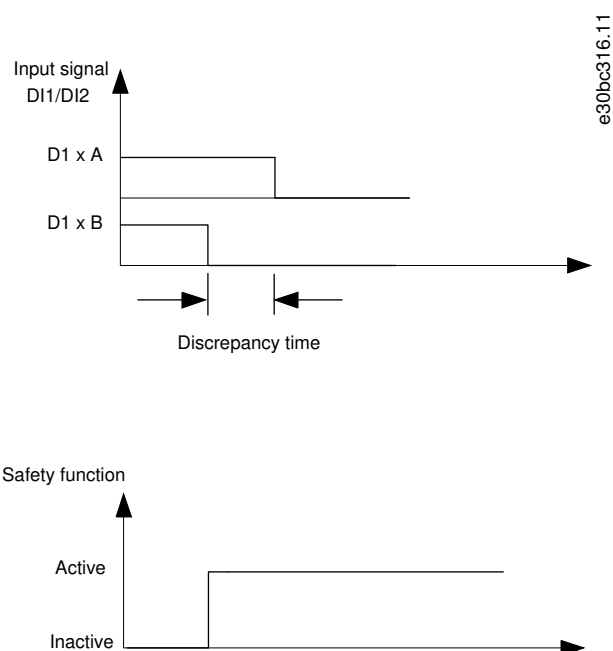 e30bc316.11
Input signal
DI1/DI2
D1 x A
D1 x B
Discrepancy time
Safety function
Active
Inactive